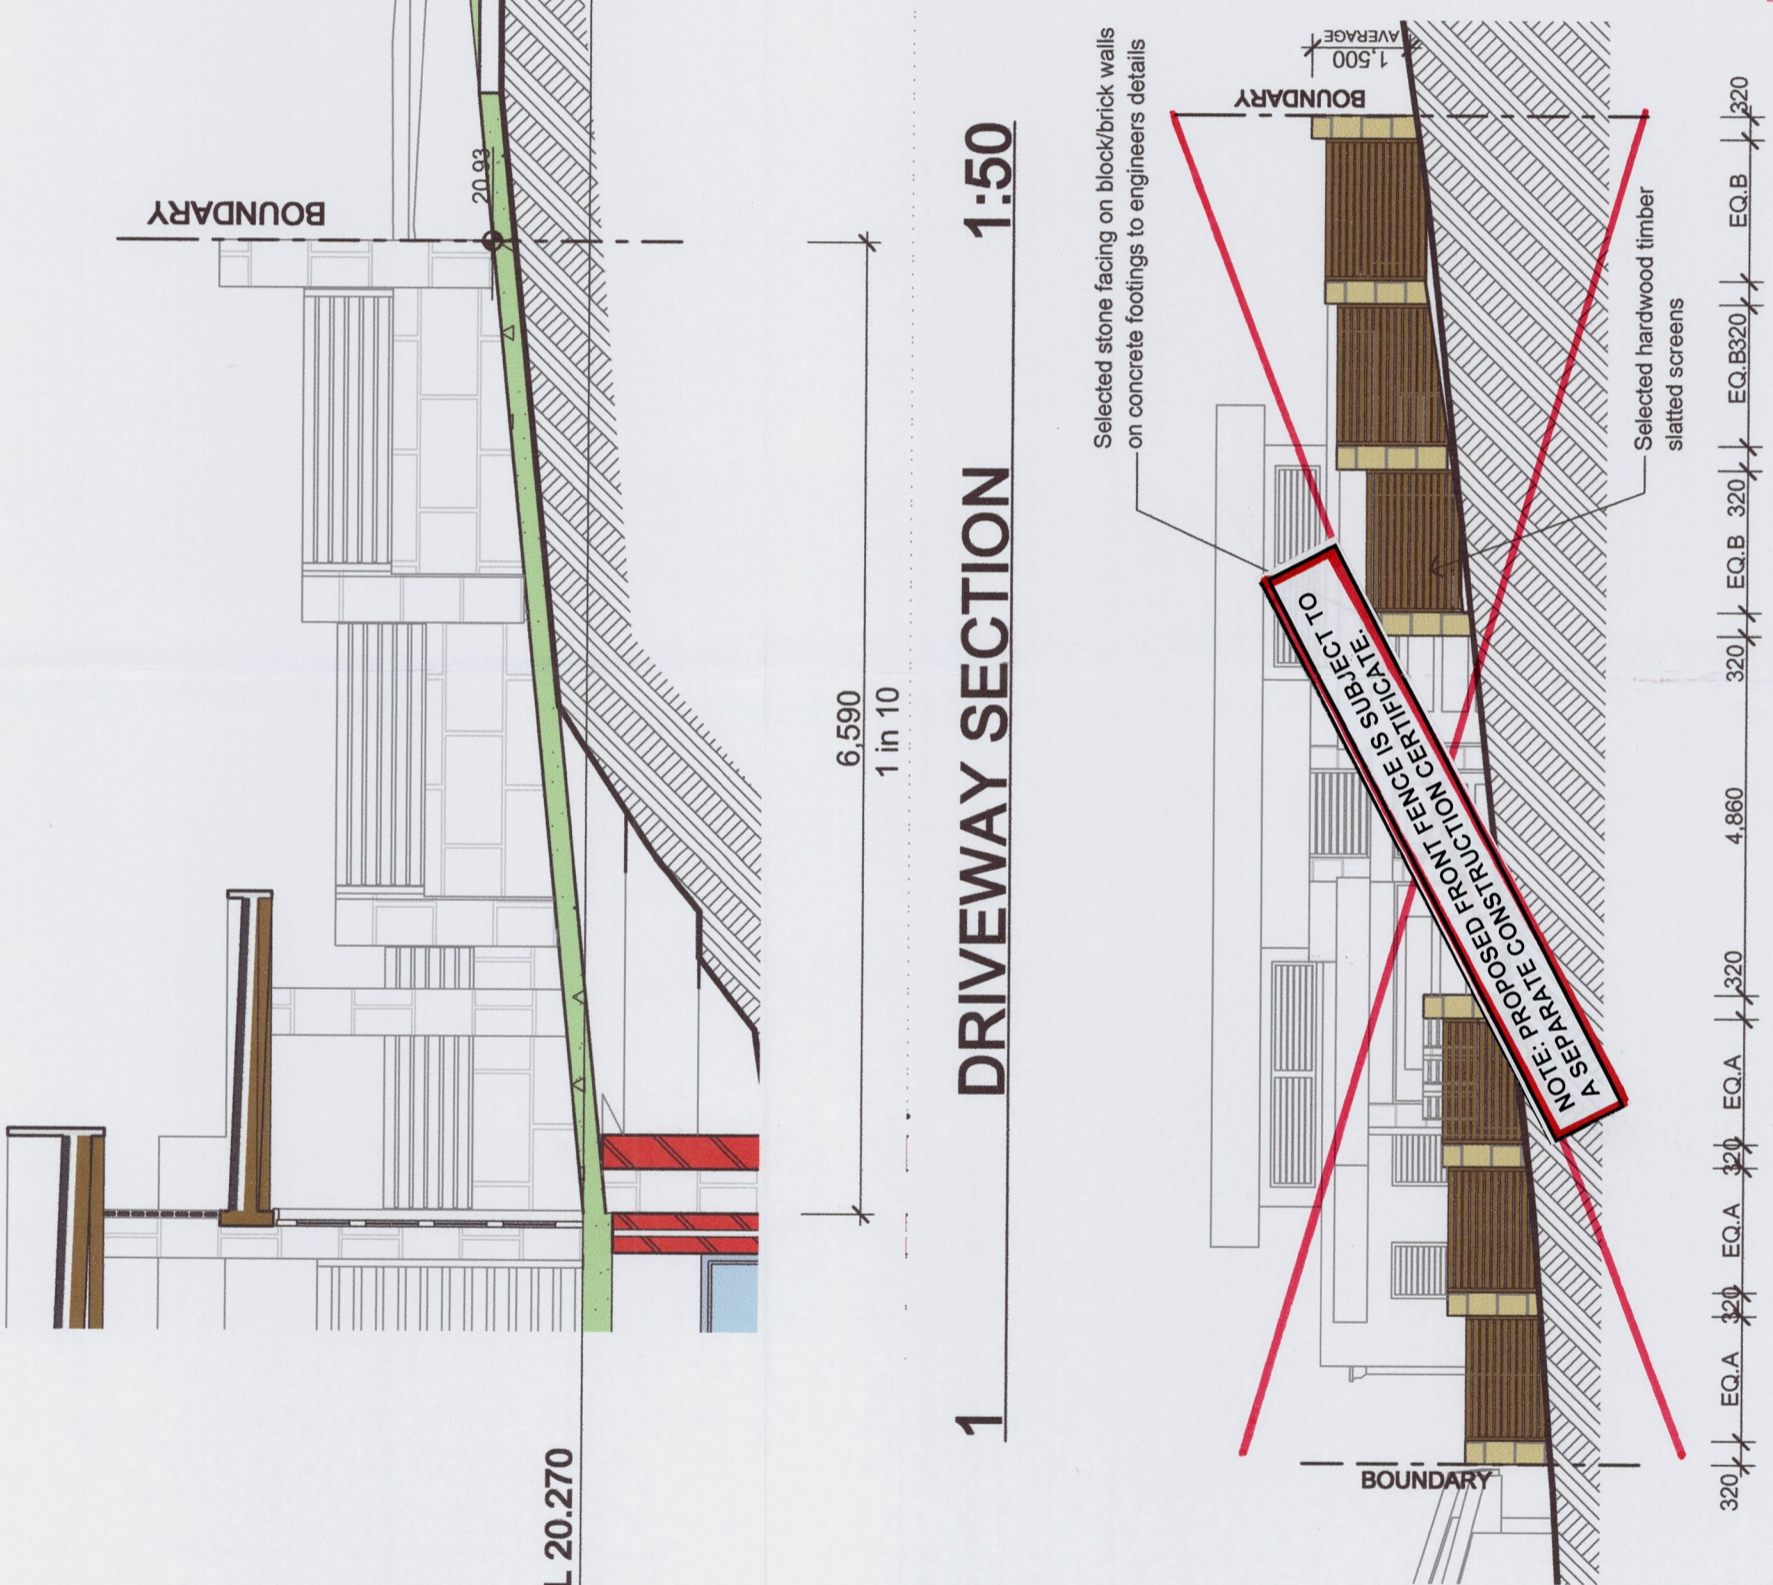 BOUNDARY
20.93
6,590
1 in 10
L 20.270
1 DRIVEWAY SECTION 1:50
Selected stone facing on block/brick walls
on concrete footings to engineers details
BOUNDARY
1,500
AVERAGE
NOTE: PROPOSED FRONT FENCE IS SUBJECT TO
A SEPARATE CONSTRUCTION CERTIFICATE.
Selected hardwood timber
slatted screens
BOUNDARY
320 EQ.A 320 EQ.A 320 EQ.A 320 4,860 320 EQ.B 320 EQ.B 320 EQ.B 320